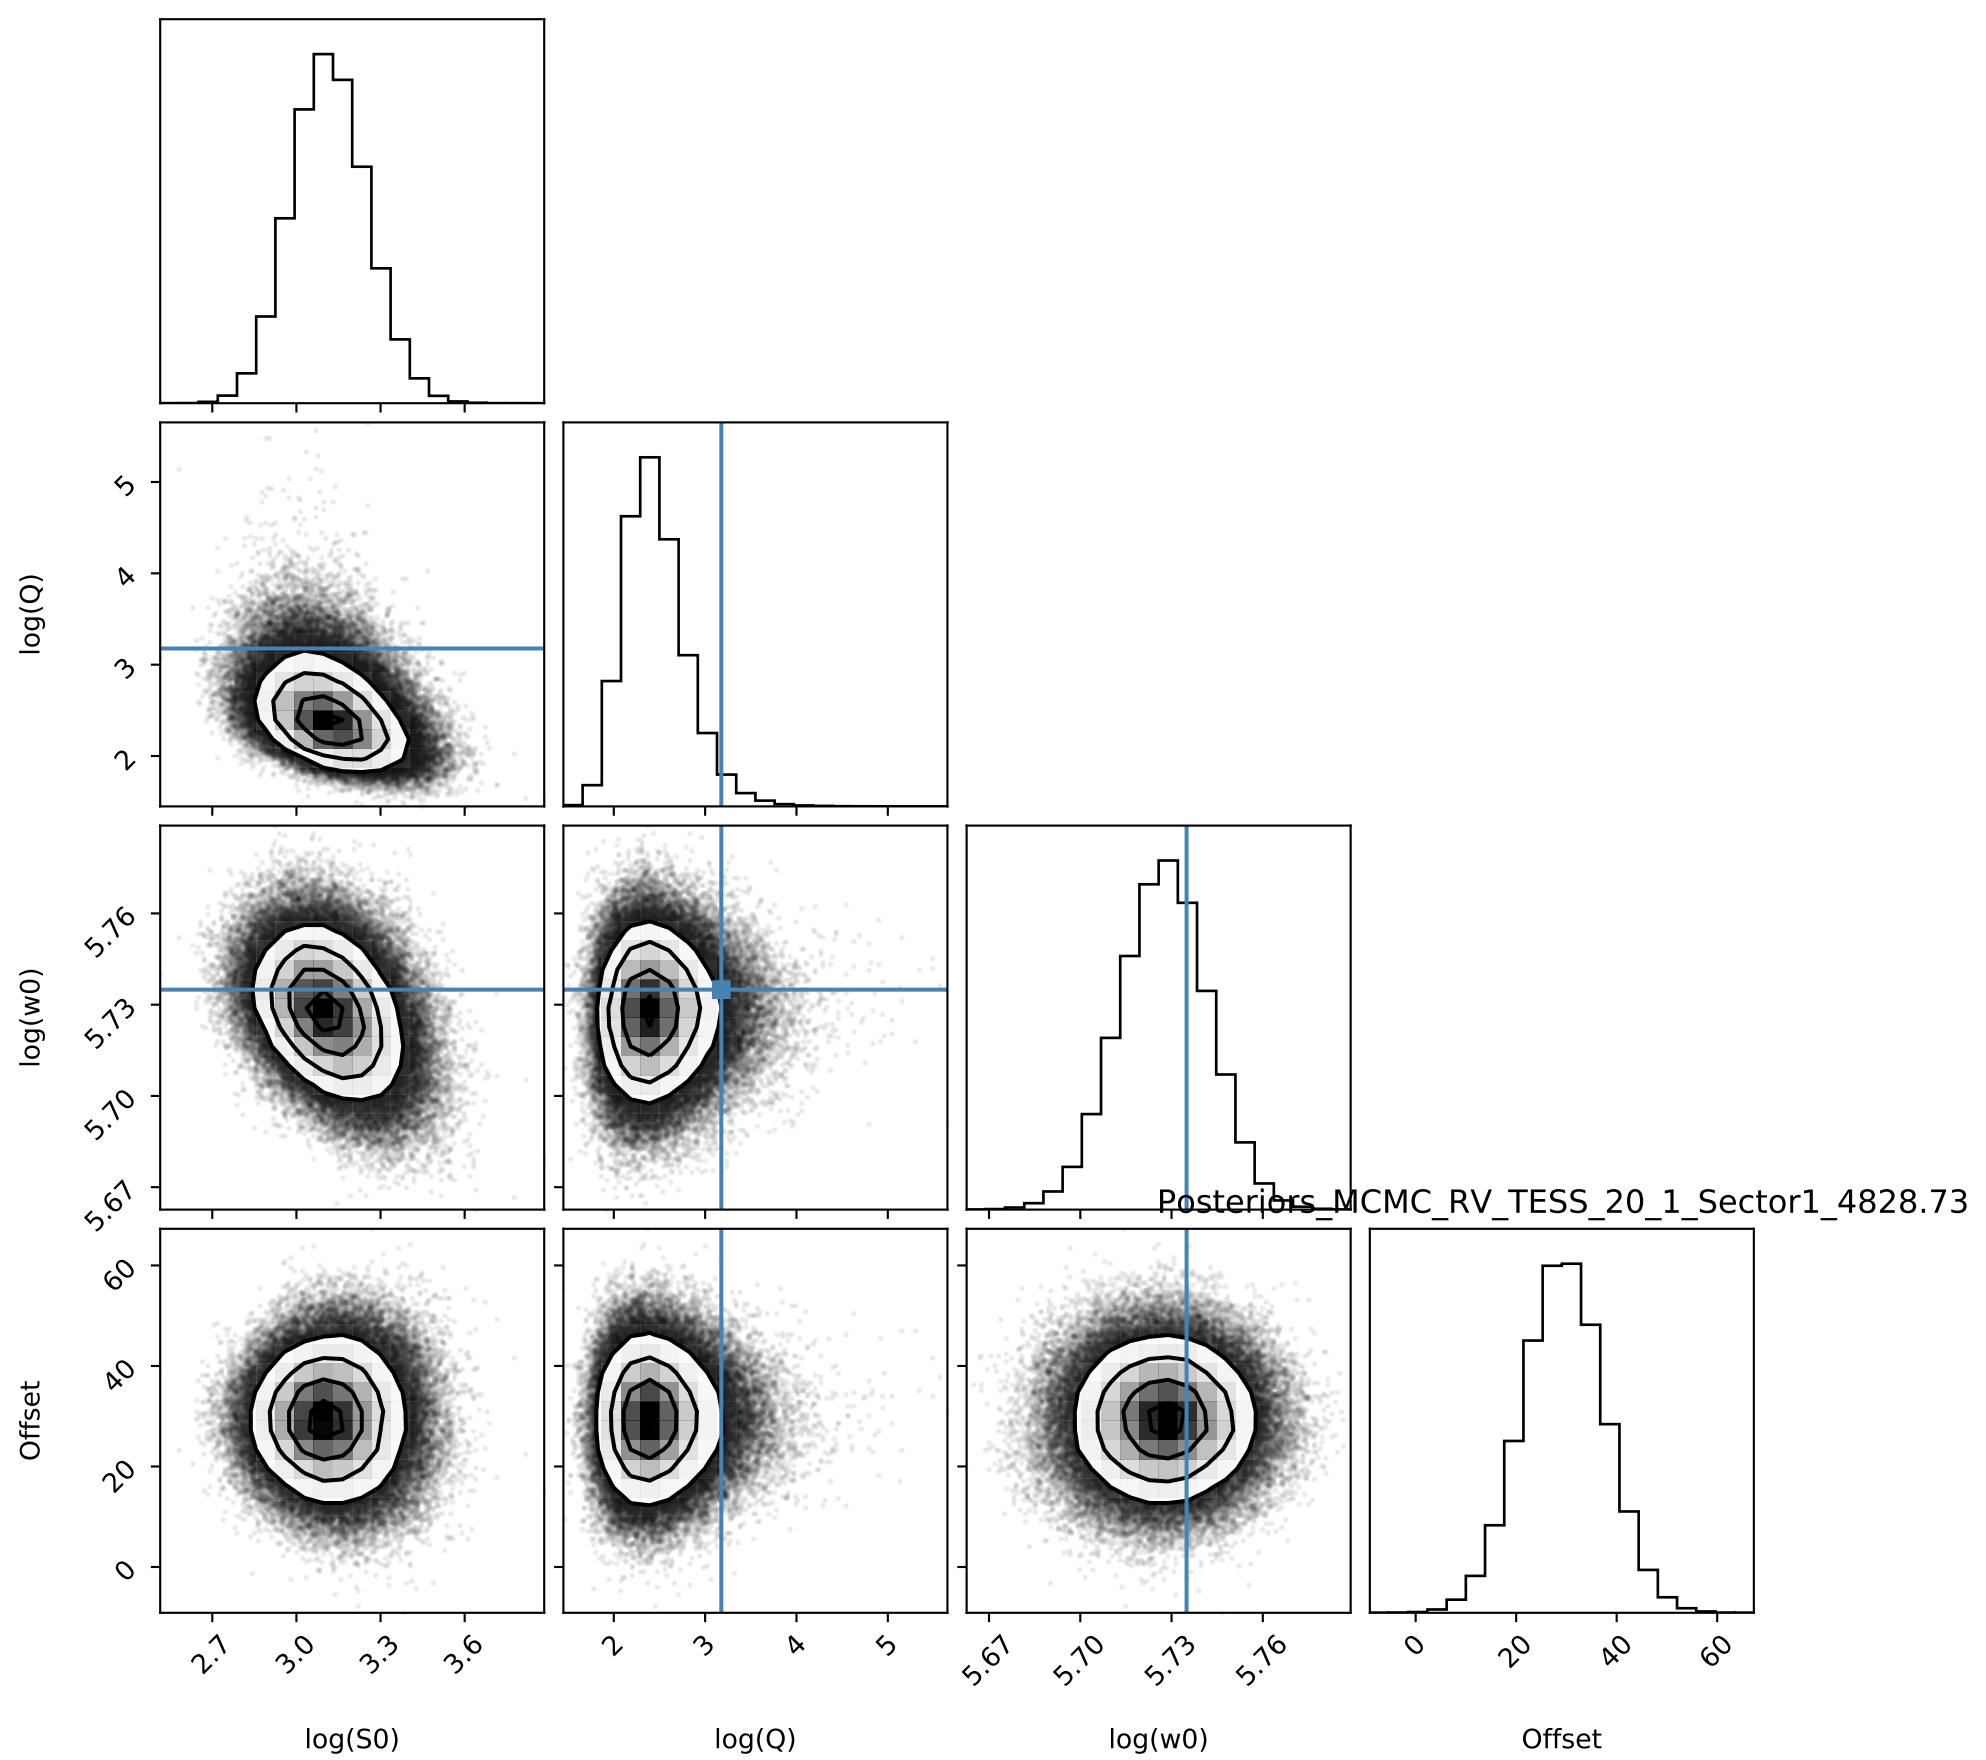 5
4
3
2
log(Q)
5.76
5.73
5.70
5.67
log(w0)
Posteriors_MCMC_RV_TESS_20_1_Sector1_4828.73
60
40
20
0
Offset
2.7 3.0 3.3 3.6
2 3 4 5
5.67 5.70 5.73 5.76
0 20 40 60
log(S0)
log(Q)
log(w0)
Offset